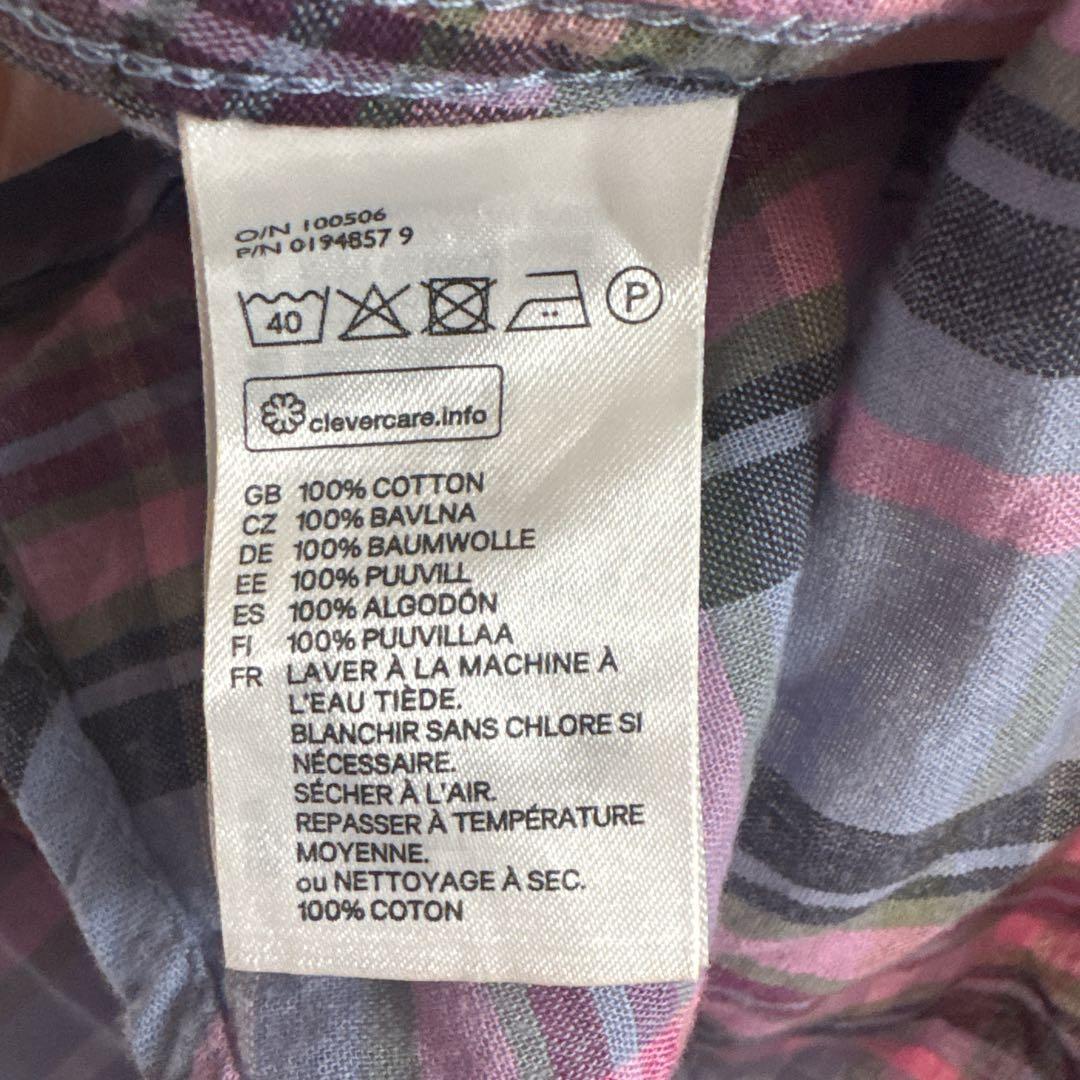 O/N 100506
P/N 0194857 9
40
P
clevercare.info
GB 100% COTTON
CZ 100% BAVLNA
DE 100% BAUMWOLLE
EE 100% PUUVILL
ES 100% ALGODÓN
FI 100% PUUVILLAA
FR LAVER À LA MACHINE À
L'EAU TIÈDE.
BLANCHIR SANS CHLORE SI
NÉCESSAIRE.
SÉCHER À L'AIR.
REPASSER À TEMPÉRATURE
MOYENNE.
ou NETTOYAGE À SEC.
100% COTON